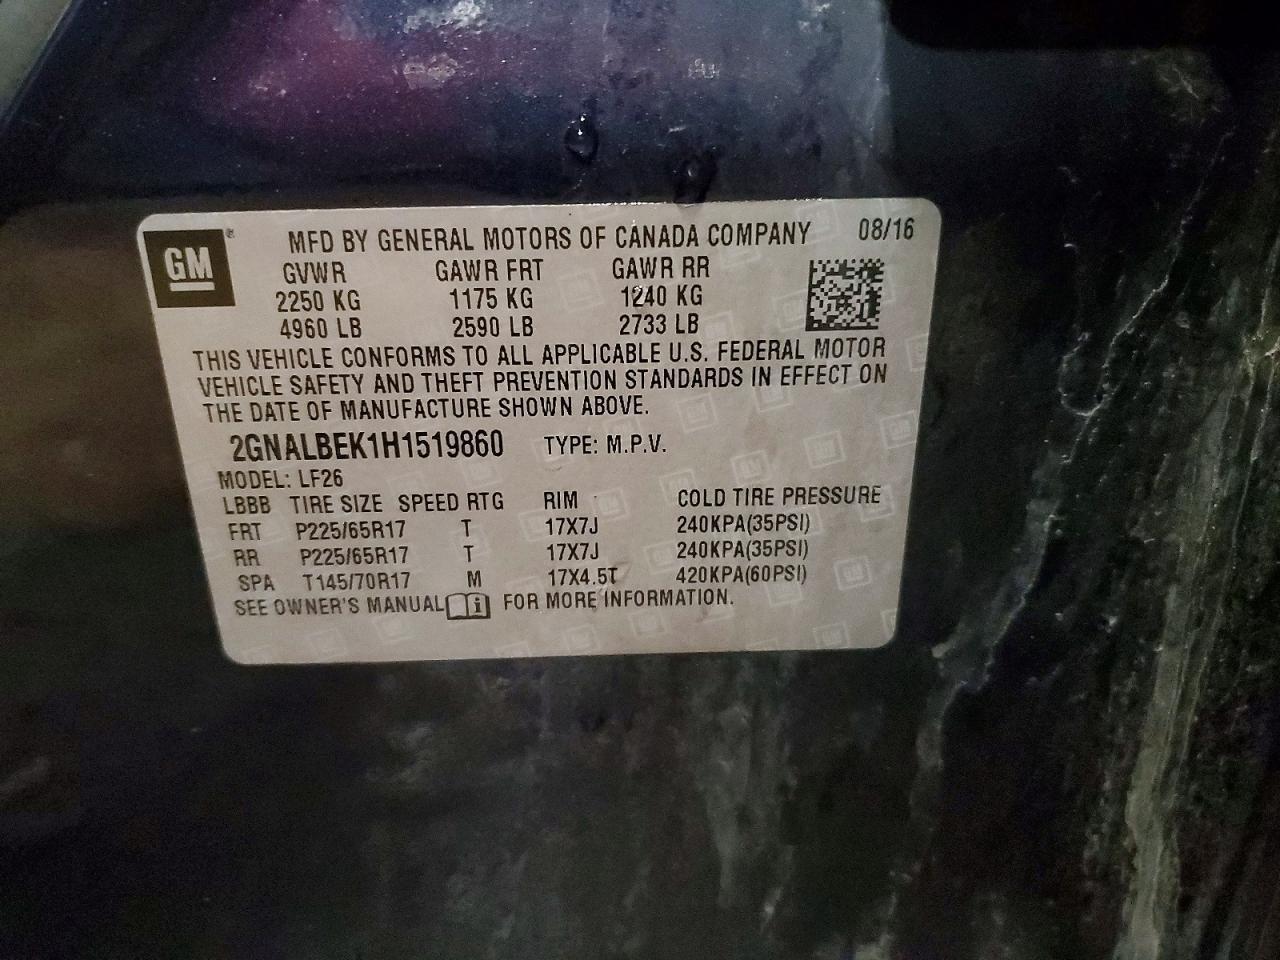 GM
®
MFD BY GENERAL MOTORS OF CANADA COMPANY 08/16
GVWR GAWR FRT GAWR RR
2250 KG 1175 KG 1240 KG
4960 LB 2590 LB 2733 LB
THIS VEHICLE CONFORMS TO ALL APPLICABLE U.S. FEDERAL MOTOR
VEHICLE SAFETY AND THEFT PREVENTION STANDARDS IN EFFECT ON
THE DATE OF MANUFACTURE SHOWN ABOVE.
2GNALBEK1H1519860 TYPE: M.P.V.
MODEL: LF26
LBBB TIRE SIZE SPEED RTG RIM COLD TIRE PRESSURE
FRT P225/65R17 T 17X7J 240KPA(35PSI)
RR P225/65R17 T 17X7J 240KPA(35PSI)
SPA T145/70R17 M 17X4.5T 420KPA(60PSI)
SEE OWNER'S MANUAL i FOR MORE INFORMATION.